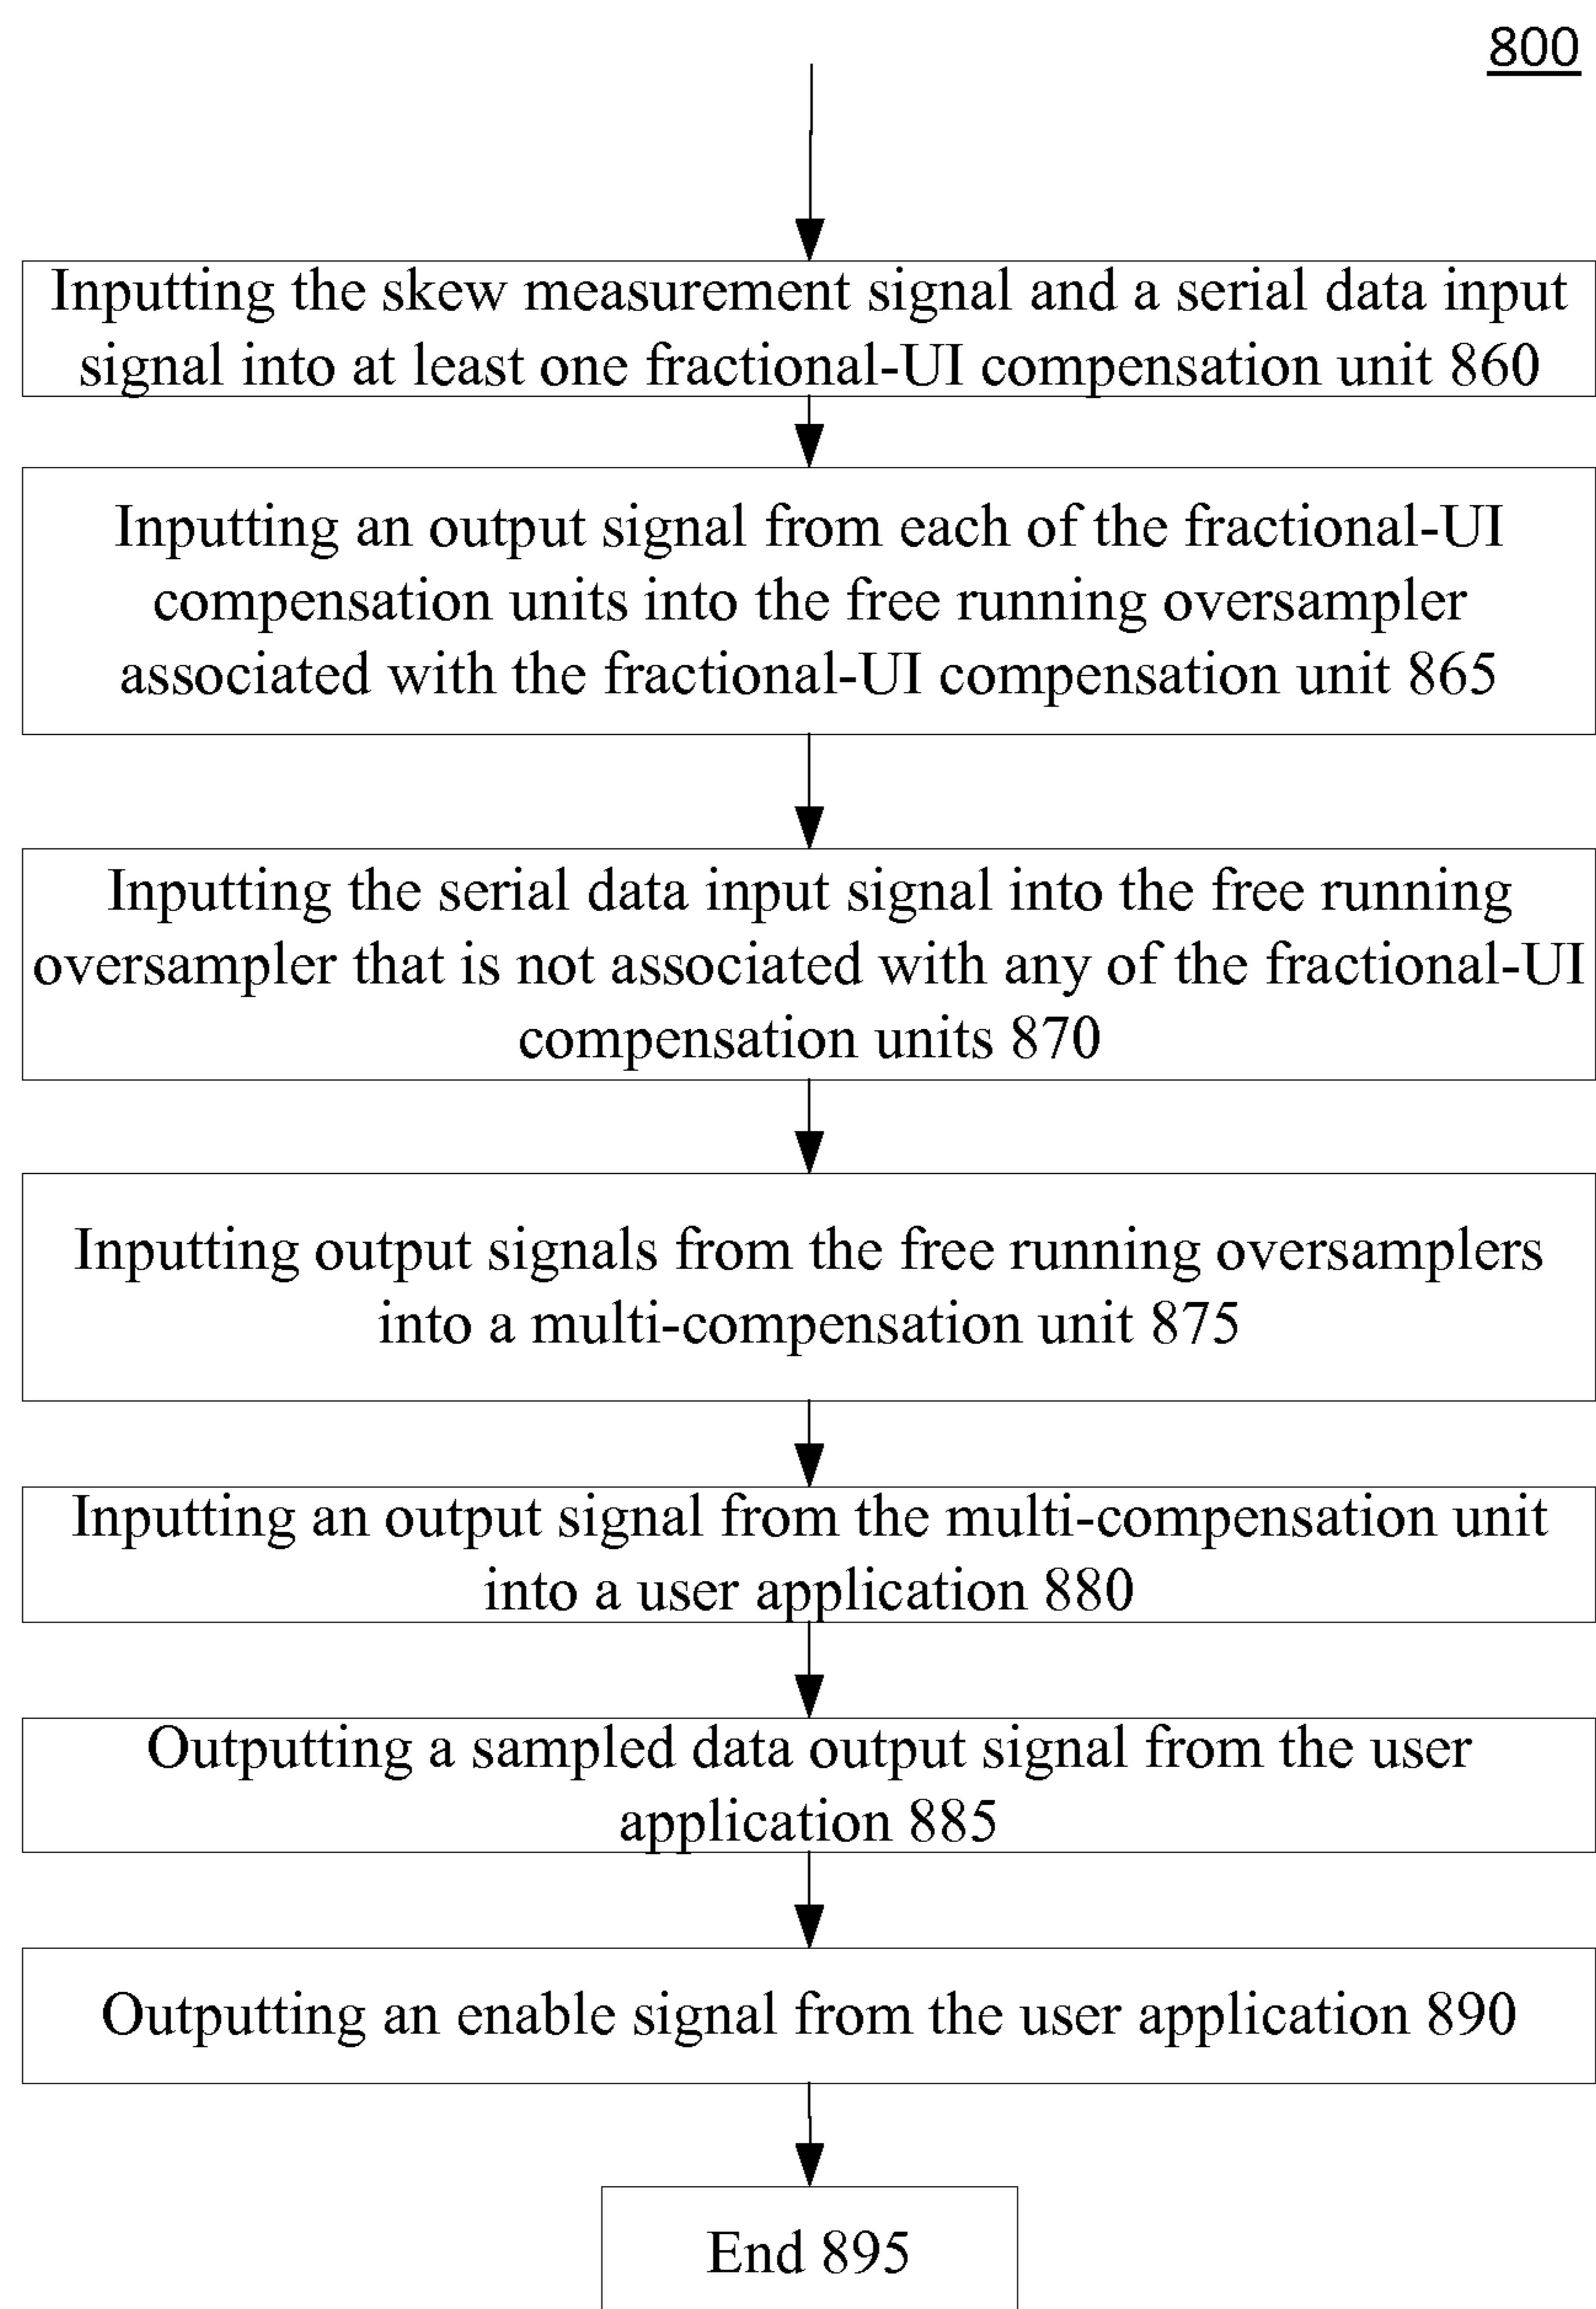 800
Inputting the skew measurement signal and a serial data input
signal into at least one fractional-UI compensation unit 860
Inputting an output signal from each of the fractional-UI
compensation units into the free running oversampler
associated with the fractional-UI compensation unit 865
Inputting the serial data input signal into the free running
oversampler that is not associated with any of the fractional-UI
compensation units 870
Inputting output signals from the free running oversamplers
into a multi-compensation unit 875
Inputting an output signal from the multi-compensation unit
into a user application 880
Outputting a sampled data output signal from the user
application 885
Outputting an enable signal from the user application 890
End 895